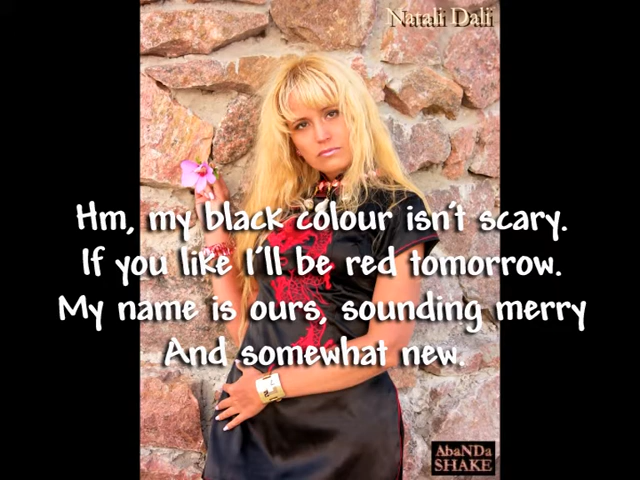 Natali Dali
Hm, my black colour isn't scary.
If you like I'll be red tomorrow.
My name is ours, sounding merry
And somewhat new.
AbaNDa
SHAKE